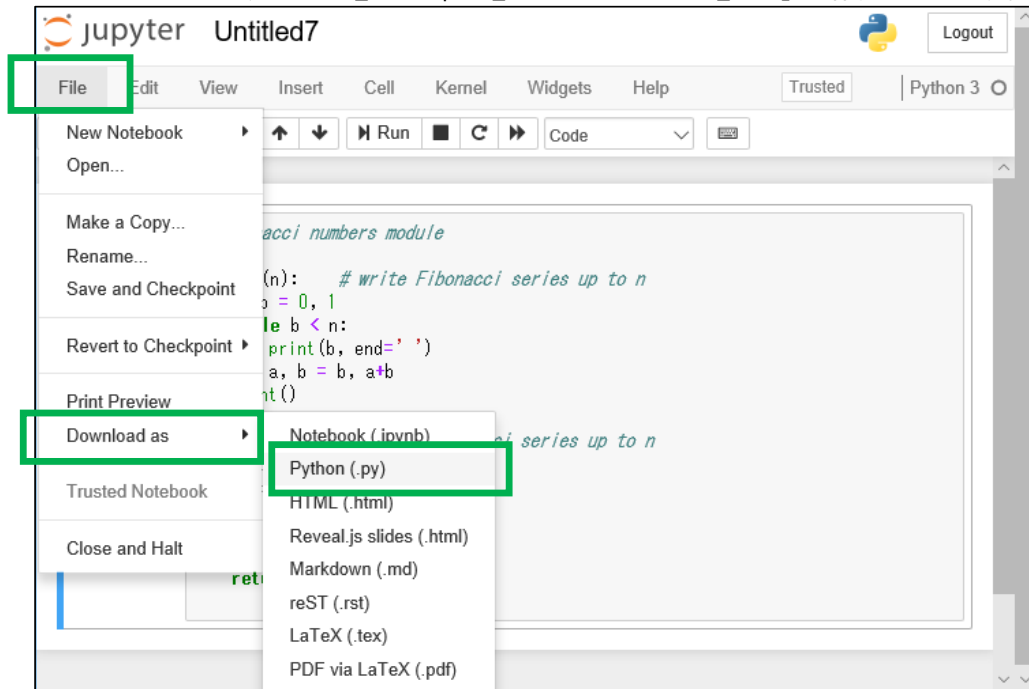 jupyter Untitled7
Logout
File Edit View Insert Cell Kernel Widgets Help Trusted Python 3
Run Code
New Notebook
Open...
Make a Copy...
Rename...
Save and Checkpoint
Revert to Checkpoint
Print Preview
Download as
Trusted Notebook
Close and Halt
Notebook (.ipynb)
Python (.py)
HTML (.html)
Reveal.js slides (.html)
Markdown (.md)
reST (.rst)
LaTeX (.tex)
PDF via LaTeX (.pdf)
acci numbers module
(n): # write Fibonacci series up to n
b = 0, 1
le b < n:
print(b, end=' ')
a, b = b, a+b
nt()
ci series up to n
ret